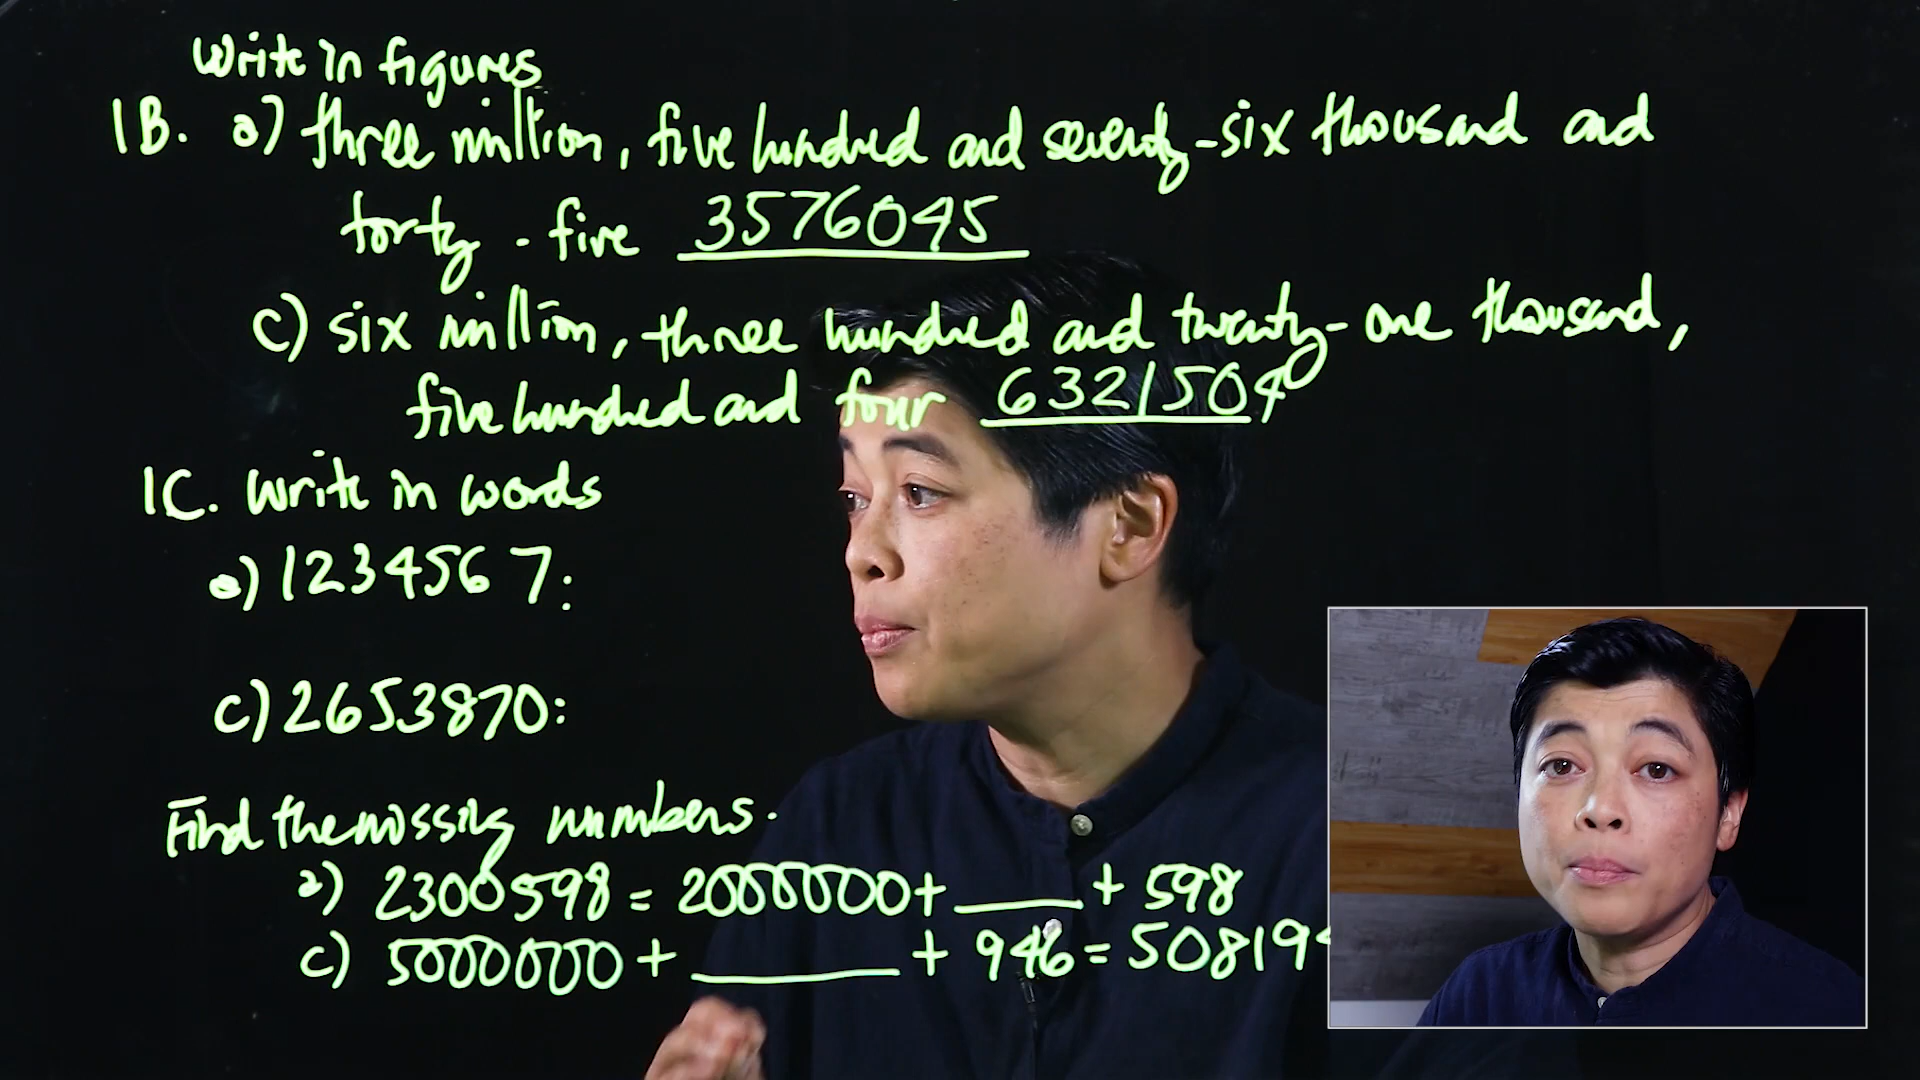 Write in figures
1B. a) three million, five hundred and seventy-six thousand and
forty-five 3576045
c) six million, three hundred and twenty-one thousand,
five hundred and four 6321504
1C. Write in words
a) 1234567:
c) 2653870:
Find the missing numbers.
a) 2300598 = 2000000+ ____ + 598
c) 5000000 + ____ + 946 = 508194